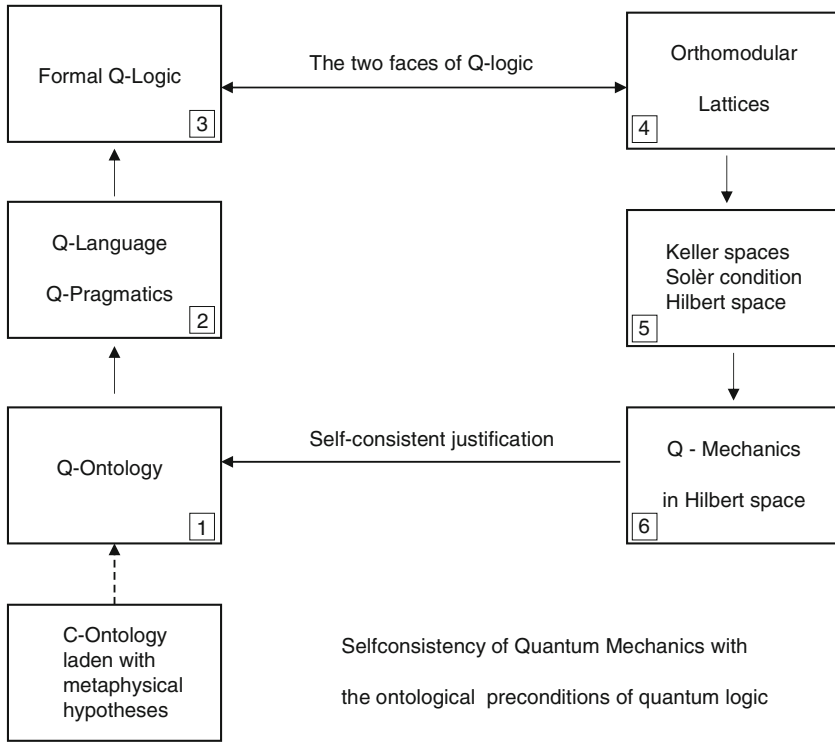 Formal Q-Logic
3
The two faces of Q-logic
Orthomodular
Lattices
4
Q-Language
Q-Pragmatics
2
Keller spaces
Solèr condition
Hilbert space
5
Q-Ontology
1
Self-consistent justification
Q - Mechanics
in Hilbert space
6
C-Ontology
laden with
metaphysical
hypotheses
Selfconsistency of Quantum Mechanics with
the ontological preconditions of quantum logic